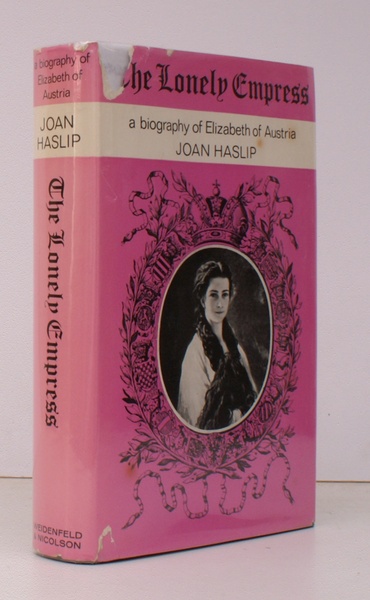 a biography of
Elizabeth of
Austria
JOAN
HASLIP
The Lonely Empress
WEIDENFELD
& NICOLSON
The Lonely Empress
a biography of Elizabeth of Austria
JOAN HASLIP